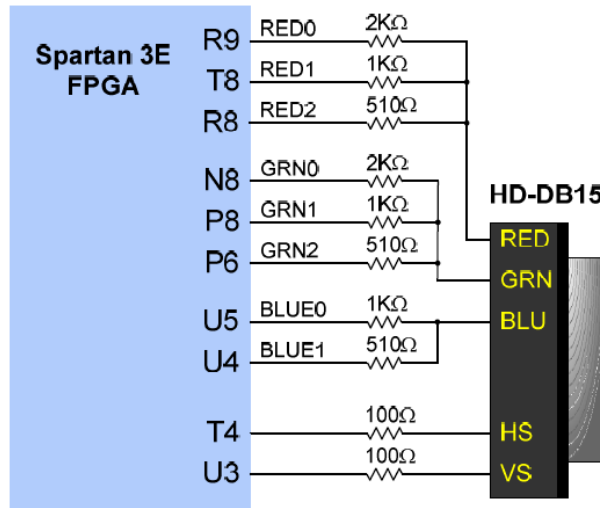 Spartan 3E
FPGA
R9 RED0 2KΩ
T8 RED1 1KΩ
R8 RED2 510Ω
N8 GRN0 2KΩ
HD-DB15
P8 GRN1 1KΩ
RED
P6 GRN2 510Ω
GRN
U5 BLUE0 1KΩ
BLU
U4 BLUE1 510Ω
T4 100Ω HS
U3 100Ω VS